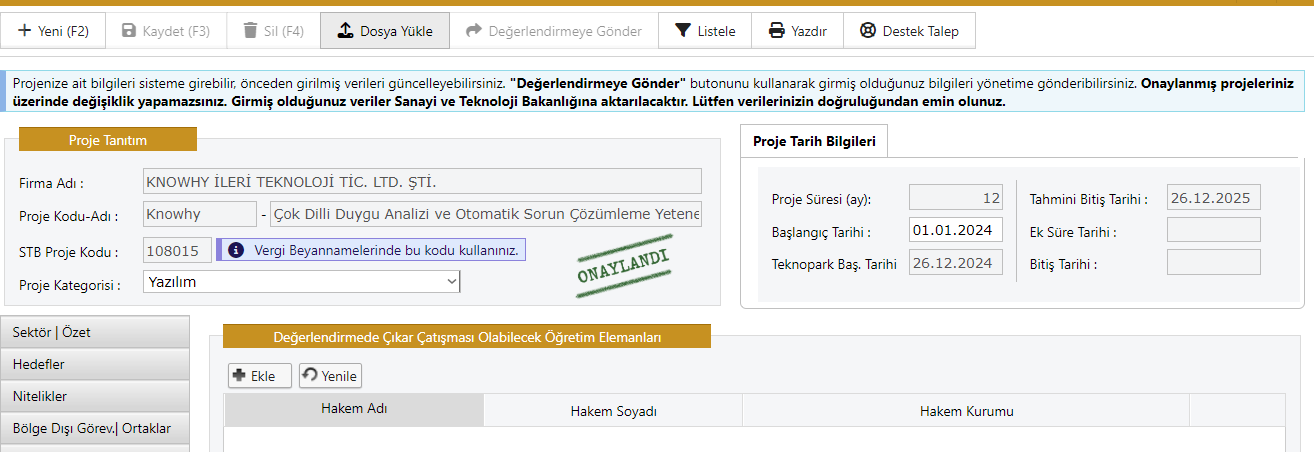 Yeni (F2) Kaydet (F3) Sil (F4) Dosya Yükle Değerlendirmeye Gönder Listele Yazdır Destek Talep
Projenize ait bilgileri sisteme girebilir, önceden girilmiş verileri güncelleyebilirsiniz. "Değerlendirmeye Gönder" butonunu kullanarak girmiş olduğunuz bilgileri yönetime gönderibilirsiniz. Onaylanmış projeleriniz
üzerinde değişiklik yapamazsınız. Girmiş olduğunuz veriler Sanayi ve Teknoloji Bakanlığına aktarılacaktır. Lütfen verilerinizin doğruluğundan emin olunuz.
Proje Tanıtım
Firma Adı : KNOWHY İLERİ TEKNOLOJİ TİC. LTD. ŞTİ.
Proje Kodu-Adı : Knowhy - Çok Dilli Duygu Analizi ve Otomatik Sorun Çözümleme Yetene
STB Proje Kodu : 108015 Vergi Beyannamelerinde bu kodu kullanınız.
Proje Kategorisi : Yazılım
ONAYLANDI
Proje Tarih Bilgileri
Proje Süresi (ay): 12 Tahmini Bitiş Tarihi : 26.12.2025
Başlangıç Tarihi : 01.01.2024 Ek Süre Tarihi :
Teknopark Baş. Tarihi 26.12.2024 Bitiş Tarihi :
Sektör | Özet
Hedefler
Nitelikler
Bölge Dışı Görev.| Ortaklar
Değerlendirmede Çıkar Çatışması Olabilecek Öğretim Elemanları
Ekle Yenile
Hakem Adı Hakem Soyadı Hakem Kurumu